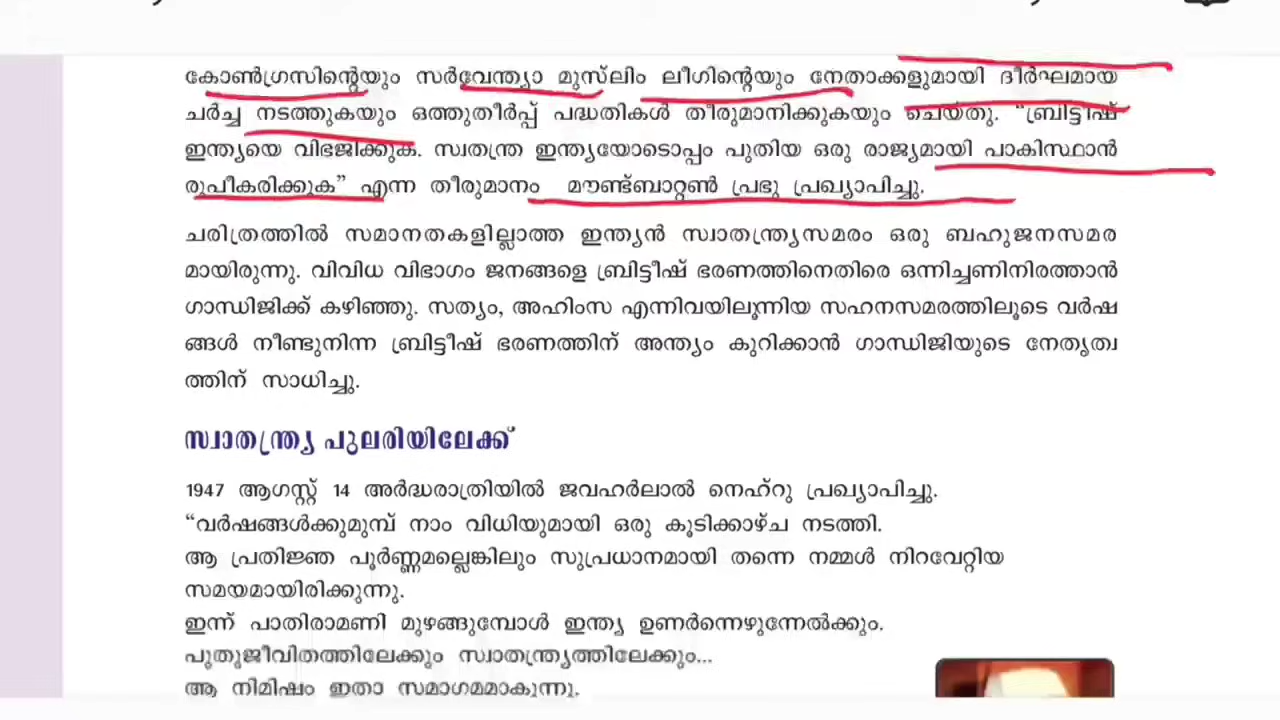 കോൺഗ്രസിന്റെയും സർവേന്ത്യാ മുസ്‌ലിം ലീഗിന്റെയും നേതാക്കളുമായി ദീർഘമായ
ചർച്ച നടത്തുകയും ഒത്തുതീർപ്പ് പദ്ധതികൾ തീരുമാനിക്കുകയും ചെയ്തു. “ബ്രിട്ടീഷ്
ഇന്ത്യയെ വിഭജിക്കുക. സ്വതന്ത്ര ഇന്ത്യയോടൊപ്പം പുതിയ ഒരു രാജ്യമായി പാകിസ്ഥാൻ
രൂപീകരിക്കുക” എന്ന തീരുമാനം മൗണ്ട്ബാറ്റൺ പ്രഭു പ്രഖ്യാപിച്ചു.
ചരിത്രത്തിൽ സമാനതകളില്ലാത്ത ഇന്ത്യൻ സ്വാതന്ത്ര്യസമരം ഒരു ബഹുജനസമര
മായിരുന്നു. വിവിധ വിഭാഗം ജനങ്ങളെ ബ്രിട്ടീഷ് ഭരണത്തിനെതിരെ ഒന്നിച്ചണിനിരത്താൻ
ഗാന്ധിജിക്ക് കഴിഞ്ഞു. സത്യം, അഹിംസ എന്നിവയിലൂന്നിയ സഹനസമരത്തിലൂടെ വർഷ
ങ്ങൾ നീണ്ടുനിന്ന ബ്രിട്ടീഷ് ഭരണത്തിന് അന്ത്യം കുറിക്കാൻ ഗാന്ധിജിയുടെ നേതൃത്വ
ത്തിന് സാധിച്ചു.
സ്വാതന്ത്ര്യ പുലരിയിലേക്ക്
1947 ആഗസ്റ്റ് 14 അർദ്ധരാത്രിയിൽ ജവഹർലാൽ നെഹ്റു പ്രഖ്യാപിച്ചു.
“വർഷങ്ങൾക്കുമുമ്പ് നാം വിധിയുമായി ഒരു കൂടിക്കാഴ്ച നടത്തി.
ആ പ്രതിജ്ഞ പൂർണ്ണമല്ലെങ്കിലും സുപ്രധാനമായി തന്നെ നമ്മൾ നിറവേറ്റിയ
സമയമായിരിക്കുന്നു.
ഇന്ന് പാതിരാമണി മുഴങ്ങുമ്പോൾ ഇന്ത്യ ഉണർന്നെഴുന്നേൽക്കും.
പുതുജീവിതത്തിലേക്കും സ്വാതന്ത്ര്യത്തിലേക്കും...
ആ നിമിഷം ഇതാ സമാഗമമാകുന്നു.